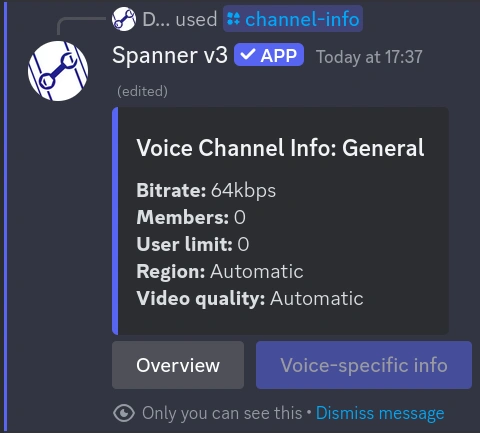 D... used channel-info
Spanner v3 ✓ APP Today at 17:37
(edited)
Voice Channel Info: General
Bitrate: 64kbps
Members: 0
User limit: 0
Region: Automatic
Video quality: Automatic
Overview Voice-specific info
Only you can see this • Dismiss message